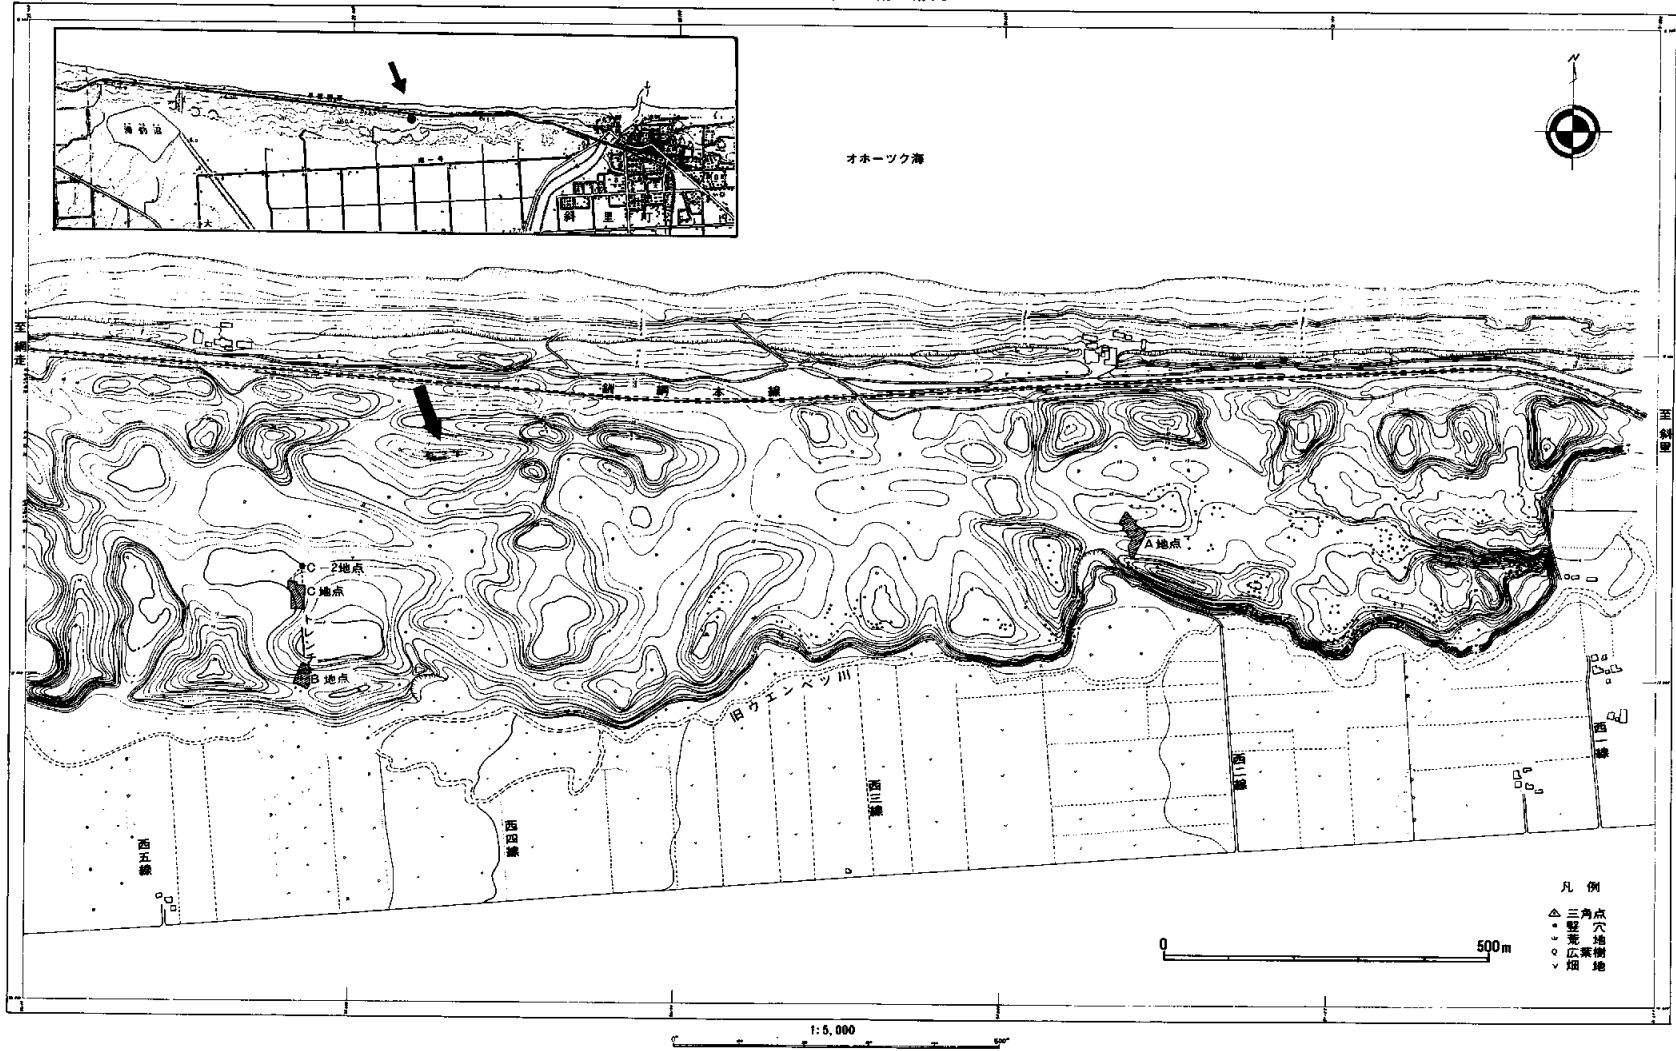 斜里町
大
オホーツク海
N
至網走
至斜里
釧網本線
A地点
C-2地点
C地点
トレンチ
B地点
旧ウエンベツ川
西一線
西二線
西三線
西四線
西五線
凡例
三角点
竪穴
荒地
広葉樹
畑地
0 500m
1:5,000
0 500m